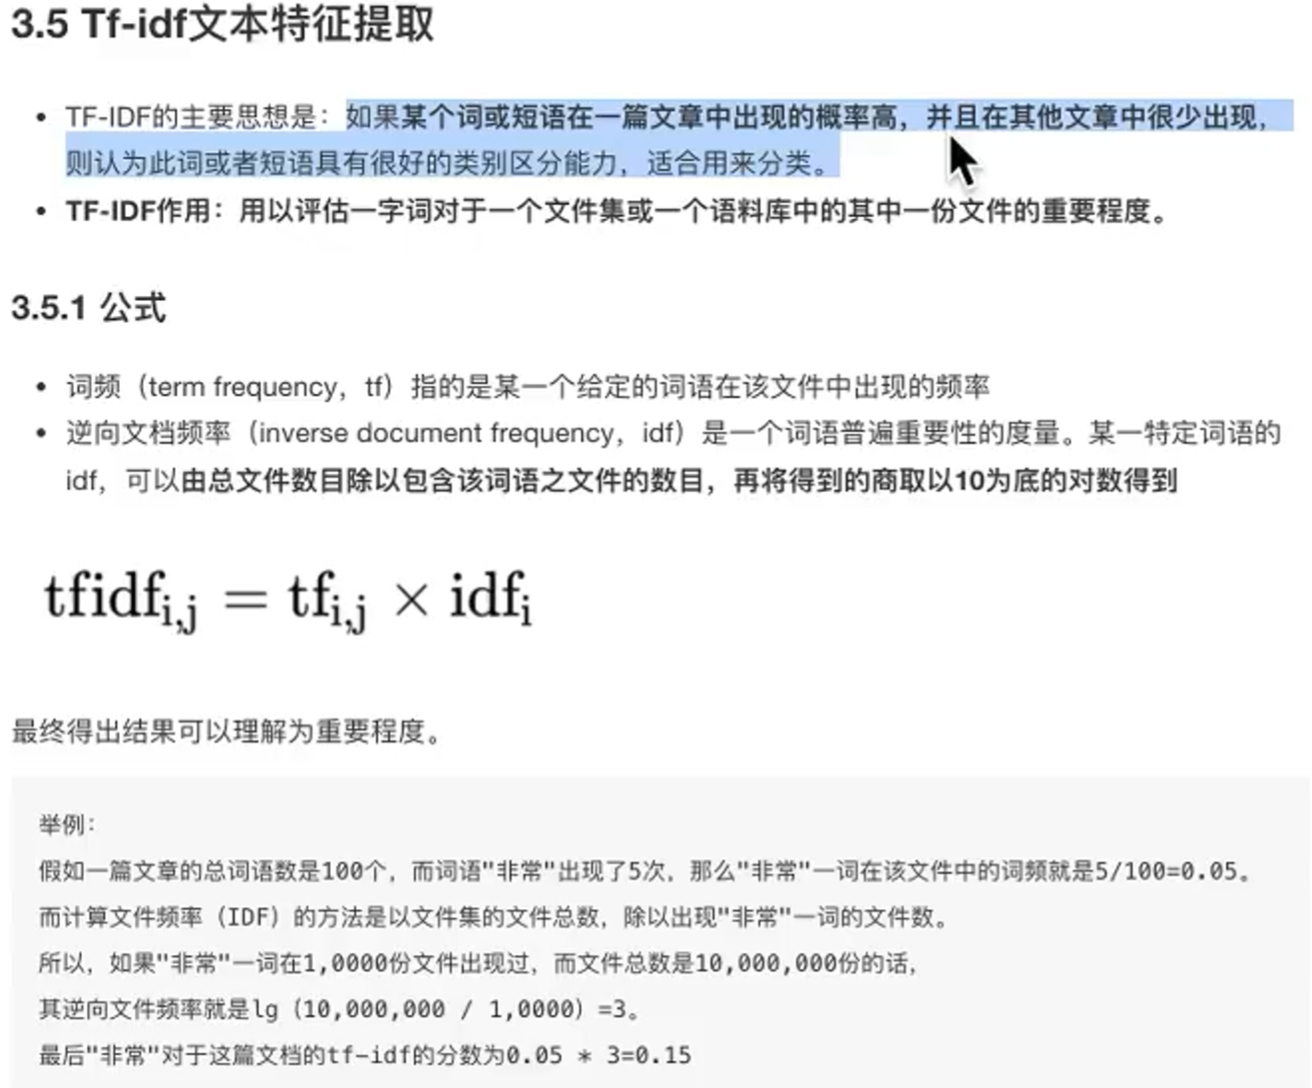 3.5 Tf-idf文本特征提取
• TF-IDF的主要思想是：如果某个词或短语在一篇文章中出现的概率高，并且在其他文章中很少出现，
则认为此词或者短语具有很好的类别区分能力，适合用来分类。
• TF-IDF作用：用以评估一字词对于一个文件集或一个语料库中的其中一份文件的重要程度。
3.5.1 公式
• 词频（term frequency，tf）指的是某一个给定的词语在该文件中出现的频率
• 逆向文档频率（inverse document frequency，idf）是一个词语普遍重要性的度量。某一特定词语的
idf，可以由总文件数目除以包含该词语之文件的数目，再将得到的商取以10为底的对数得到
tfidf_{i,j} = tf_{i,j} × idf_i
最终得出结果可以理解为重要程度。
举例：
假如一篇文章的总词语数是100个，而词语"非常"出现了5次，那么"非常"一词在该文件中的词频就是5/100=0.05。
而计算文件频率（IDF）的方法是以文件集的文件总数，除以出现"非常"一词的文件数。
所以，如果"非常"一词在1,0000份文件出现过，而文件总数是10,000,000份的话，
其逆向文件频率就是lg（10,000,000 / 1,0000）=3。
最后"非常"对于这篇文档的tf-idf的分数为0.05 * 3=0.15